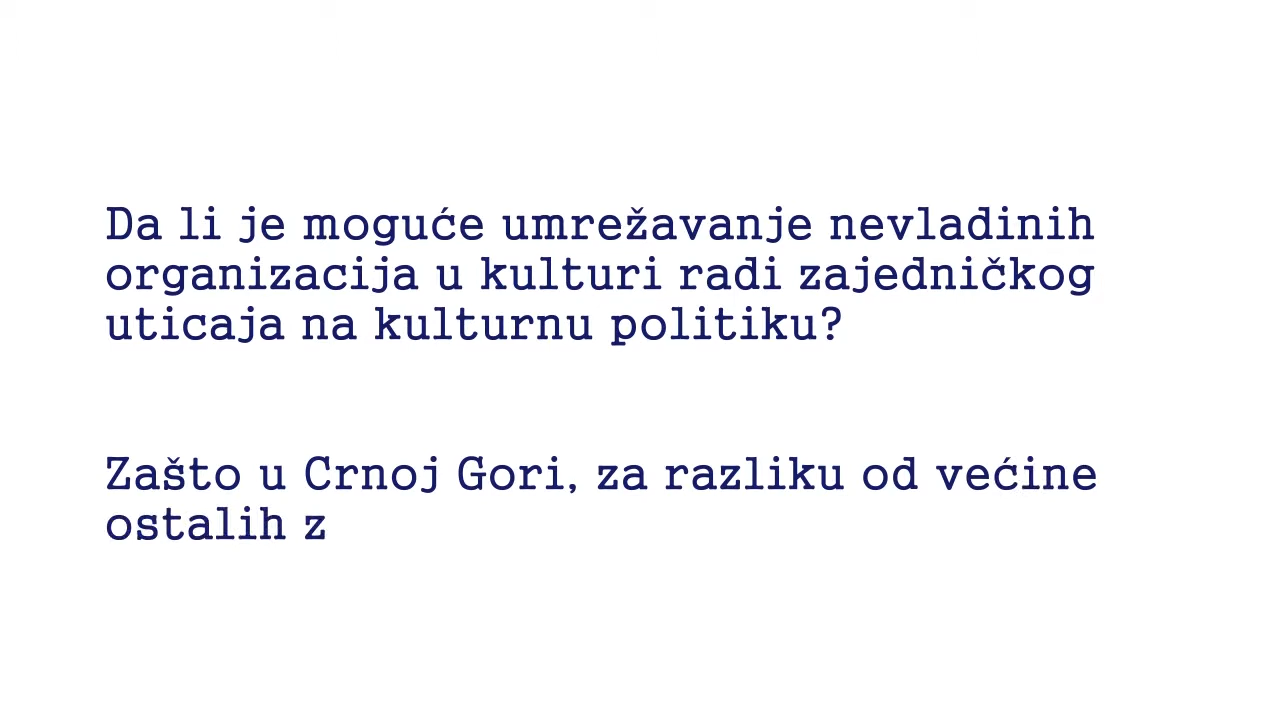 Da li je moguće umrežavanje nevladinih
organizacija u kulturi radi zajedničkog
uticaja na kulturnu politiku?
Zašto u Crnoj Gori, za razliku od većine
ostalih z